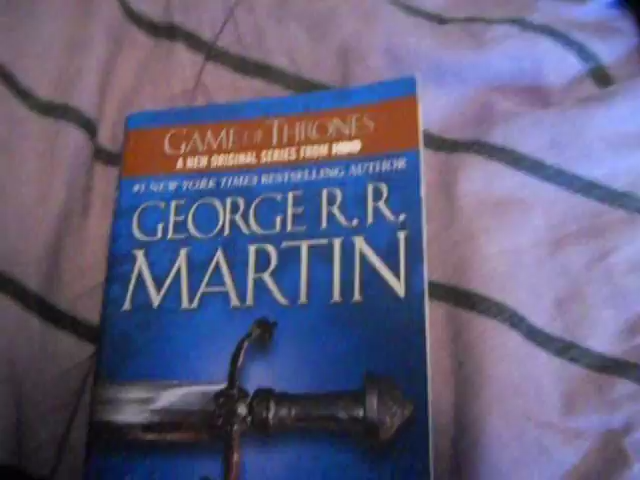 GAME OF THRONES
A NEW ORIGINAL SERIES FROM HBO
#1 NEW YORK TIMES BESTSELLING AUTHOR
GEORGE R.R.
MARTIN